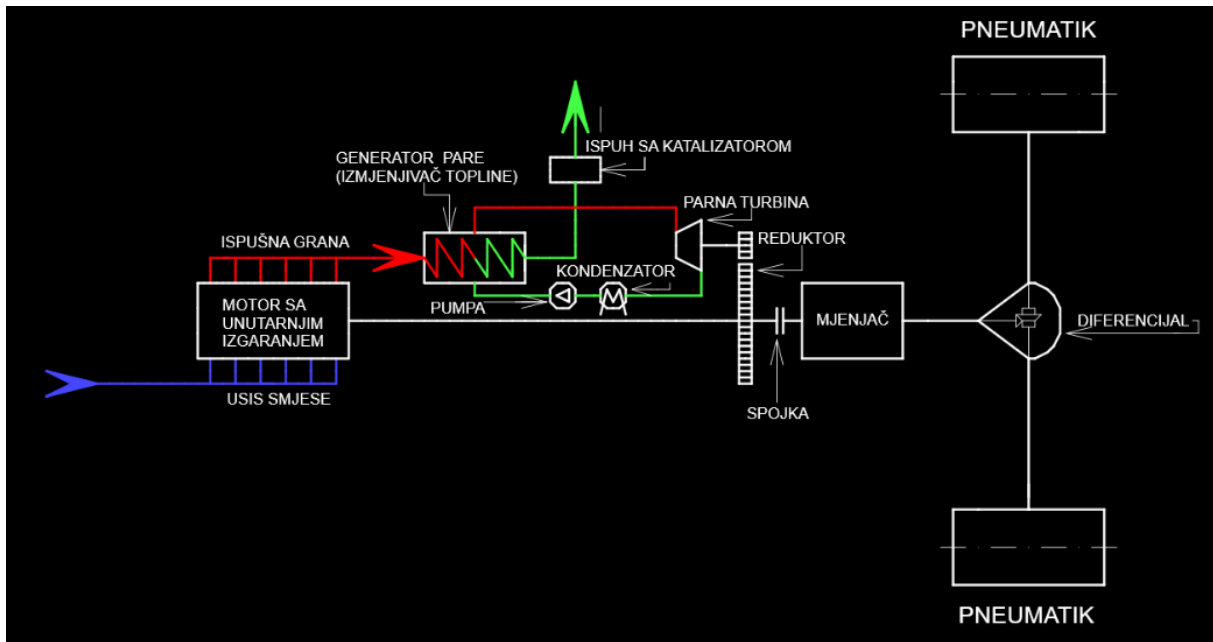 PNEUMATIK
ISPUH SA KATALIZATOROM
GENERATOR PARE
(IZMJENJIVAČ TOPLINE)
PARNA TURBINA
ISPUŠNA GRANA
REDUKTOR
KONDENZATOR
PUMPA
MOTOR SA
UNUTARNJIM
IZGARANJEM
MJENJAČ
DIFERENCIJAL
USIS SMJESE
SPOJKA
PNEUMATIK